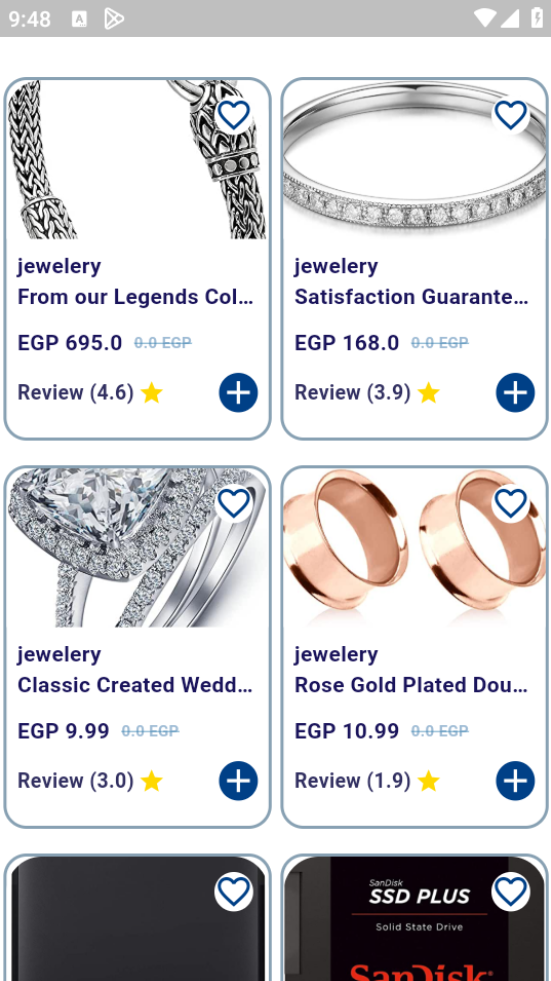 9:48
jewelery
From our Legends Col...
EGP 695.0 0.0 EGP
Review (4.6)
jewelery
Satisfaction Guarante...
EGP 168.0 0.0 EGP
Review (3.9)
jewelery
Classic Created Wedd...
EGP 9.99 0.0 EGP
Review (3.0)
jewelery
Rose Gold Plated Dou...
EGP 10.99 0.0 EGP
Review (1.9)
SanDisk
SSD PLUS
Solid State Drive
SanDisk